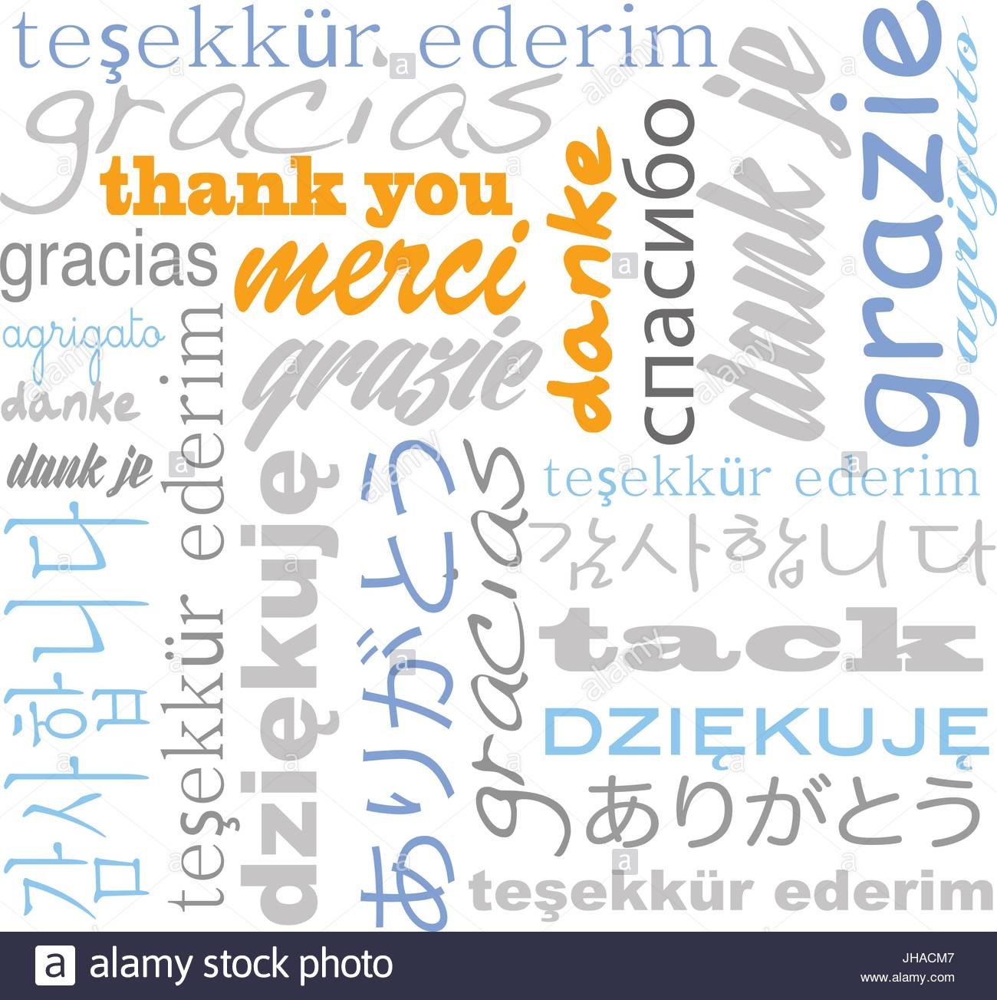 teşekkür ederim
gracias
thank you
merci
danke
спасибо
dank je
grazie
agrigato
gracias
agrigato
danke
dank je
grazie
teşekkür ederim
감사합니다
dziękuję
ありがとう
gracias
teşekkür ederim
감사합니다
tack
DZIĘKUJĘ
ありがとう
teşekkür ederim
a alamy stock photo
JHACM7
www.alamy.com